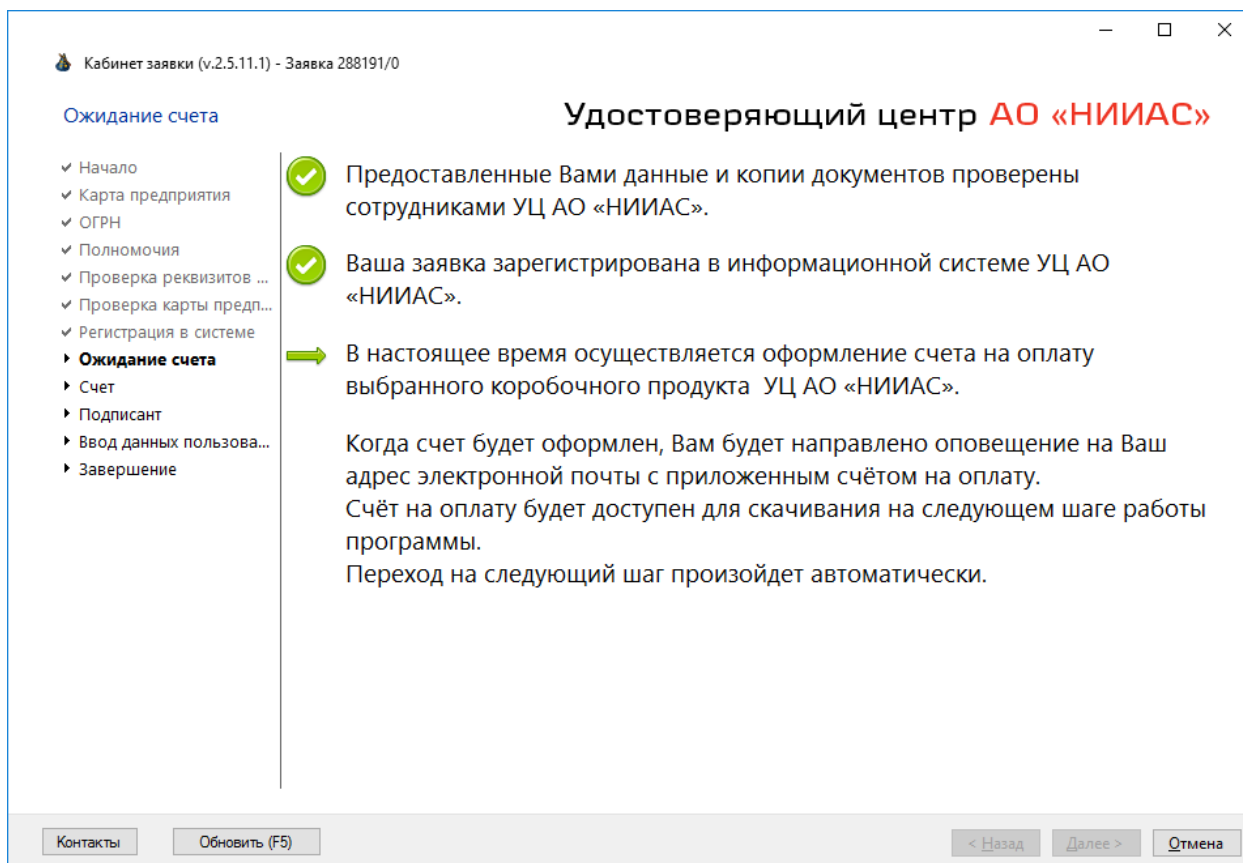 Кабинет заявки (v.2.5.11.1) - Заявка 288191/0
Ожидание счета
Удостоверяющий центр АО «НИИАС»
Начало
Карта предприятия
ОГРН
Полномочия
Проверка реквизитов ...
Проверка карты предп...
Регистрация в системе
Ожидание счета
Счет
Подписант
Ввод данных пользова...
Завершение
Предоставленные Вами данные и копии документов проверены
сотрудниками УЦ АО «НИИАС».
Ваша заявка зарегистрирована в информационной системе УЦ АО
«НИИАС».
В настоящее время осуществляется оформление счета на оплату
выбранного коробочного продукта  УЦ АО «НИИАС».
Когда счет будет оформлен, Вам будет направлено оповещение на Ваш
адрес электронной почты с приложенным счётом на оплату.
Счёт на оплату будет доступен для скачивания на следующем шаге работы
программы.
Переход на следующий шаг произойдет автоматически.
Контакты
Обновить (F5)
< Назад
Далее >
Отмена